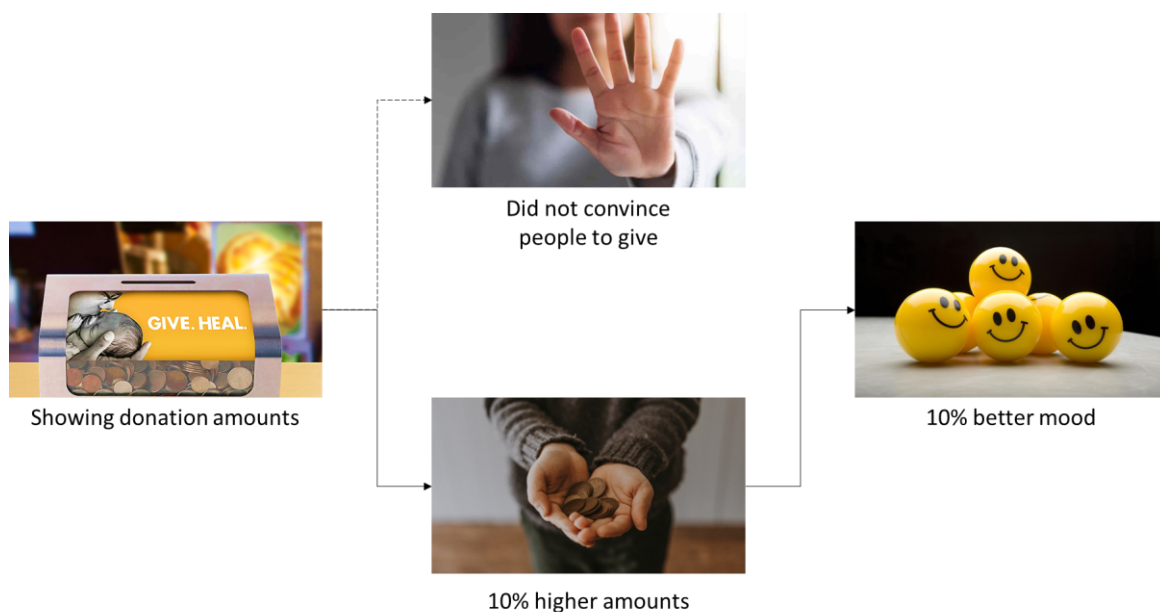 Did not convince
people to give
GIVE. HEAL.
Showing donation amounts
10% better mood
10% higher amounts